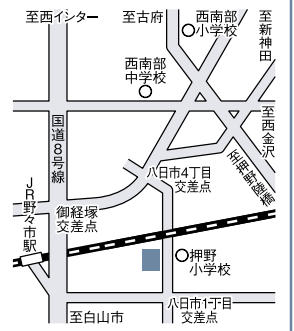 至西インター
至古府
西南部
小学校
至新神田
西南部
中学校
国道8号線
至西金沢
至押野陸橋
八日市4丁目
交差点
JR野々市駅
御経塚
交差点
押野
小学校
八日市1丁目
交差点
至白山市